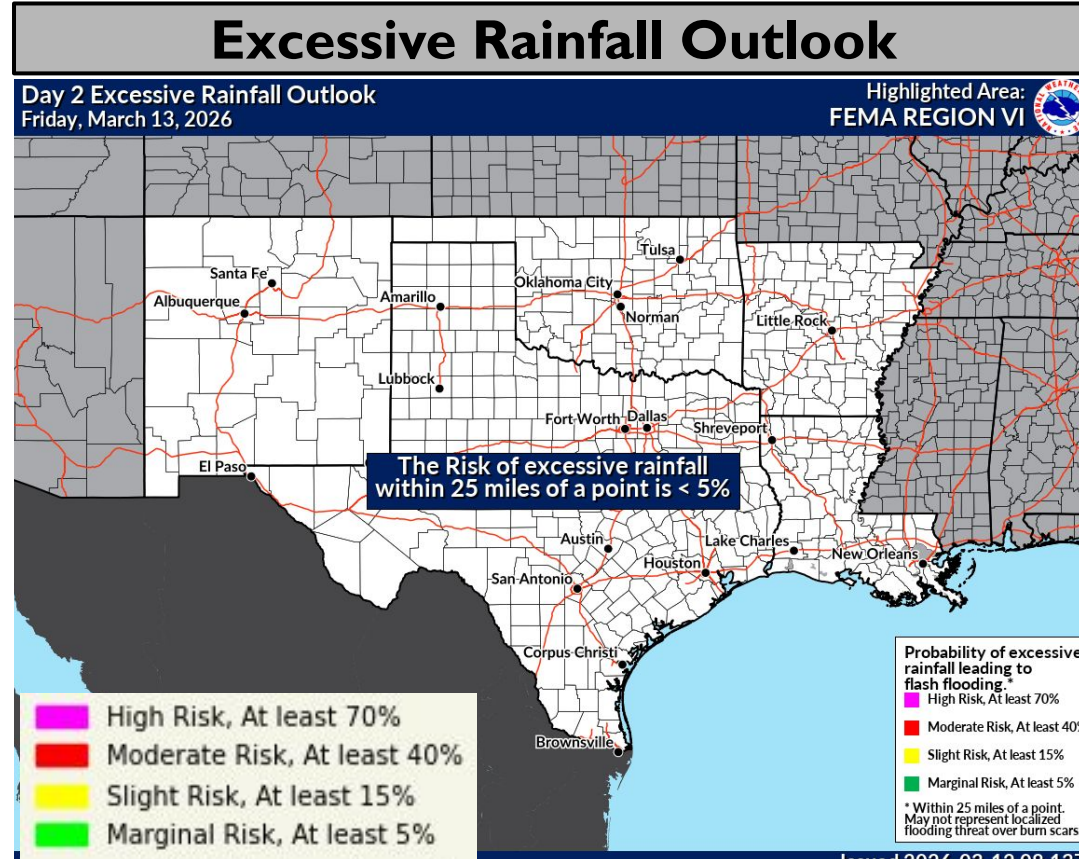 Excessive Rainfall Outlook
Day 2 Excessive Rainfall Outlook
Friday, March 13, 2026
Highlighted Area:
FEMA REGION VI
Tulsa
Santa Fe
Oklahoma City
Albuquerque
Amarillo
Norman
Little Rock
Lubbock
Fort Worth
Dallas
Shreveport
El Paso
The Risk of excessive rainfall
within 25 miles of a point is < 5%
Austin
Lake Charles
New Orleans
Houston
San Antonio
Corpus Christi
Brownsville
High Risk, At least 70%
Moderate Risk, At least 40%
Slight Risk, At least 15%
Marginal Risk, At least 5%
Probability of excessive
rainfall leading to
flash flooding.*
High Risk, At least 70%
Moderate Risk, At least 40%
Slight Risk, At least 15%
Marginal Risk, At least 5%
* Within 25 miles of a point.
May not represent localized
flooding threat over burn scars.